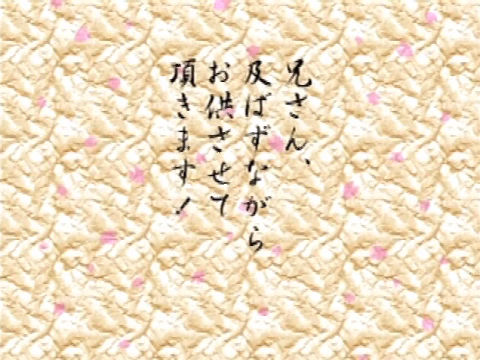 兄さん、
及ばずながら
お供させて
頂きます！